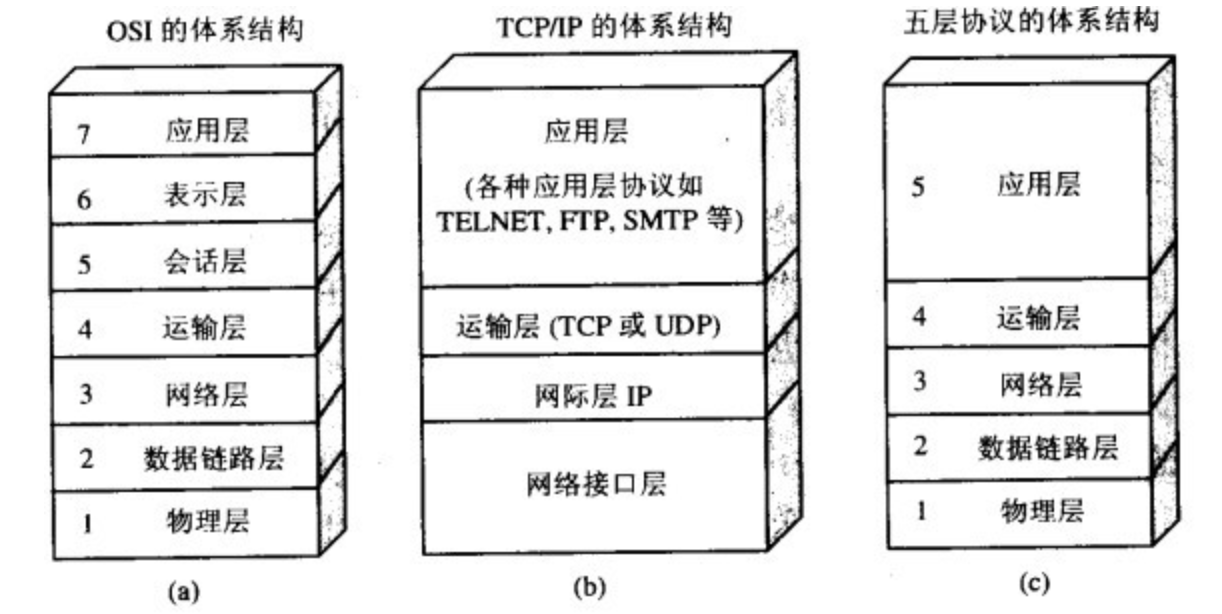 OSI 的体系结构
7 应用层
6 表示层
5 会话层
4 运输层
3 网络层
2 数据链路层
1 物理层
(a)
TCP/IP 的体系结构
应用层
(各种应用层协议如
TELNET, FTP, SMTP 等)
运输层 (TCP 或 UDP)
网际层 IP
网络接口层
(b)
五层协议的体系结构
5 应用层
4 运输层
3 网络层
2 数据链路层
1 物理层
(c)